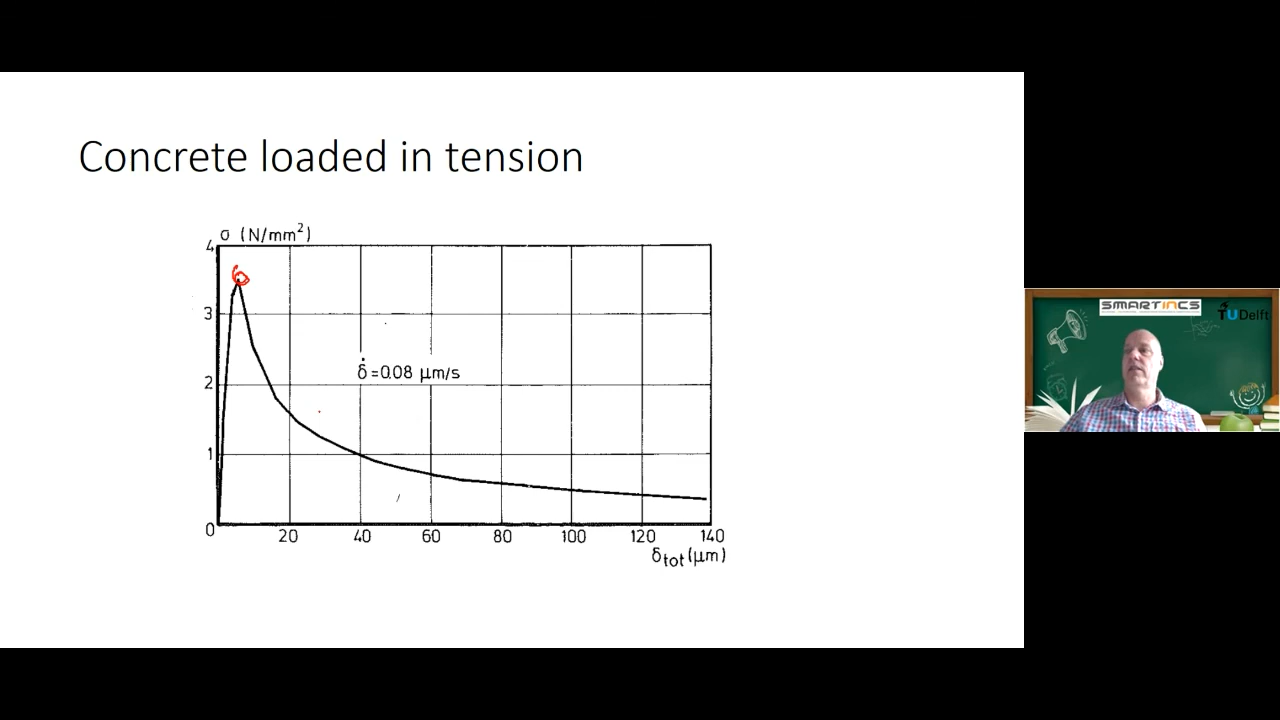 Concrete loaded in tension
σ (N/mm²)
4
3
2
1
0
δ̇ = 0.08 μm/s
20 40 60 80 100 120 140
δtot (μm)
SMARTINCS
TU Delft